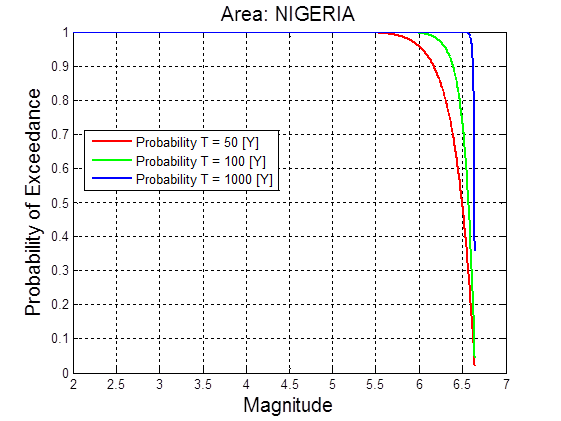 Area: NIGERIA
Probability of Exceedance
1
0.9
0.8
0.7
0.6
0.5
0.4
0.3
0.2
0.1
0
Probability T = 50 [Y]
Probability T = 100 [Y]
Probability T = 1000 [Y]
2 2.5 3 3.5 4 4.5 5 5.5 6 6.5 7
Magnitude